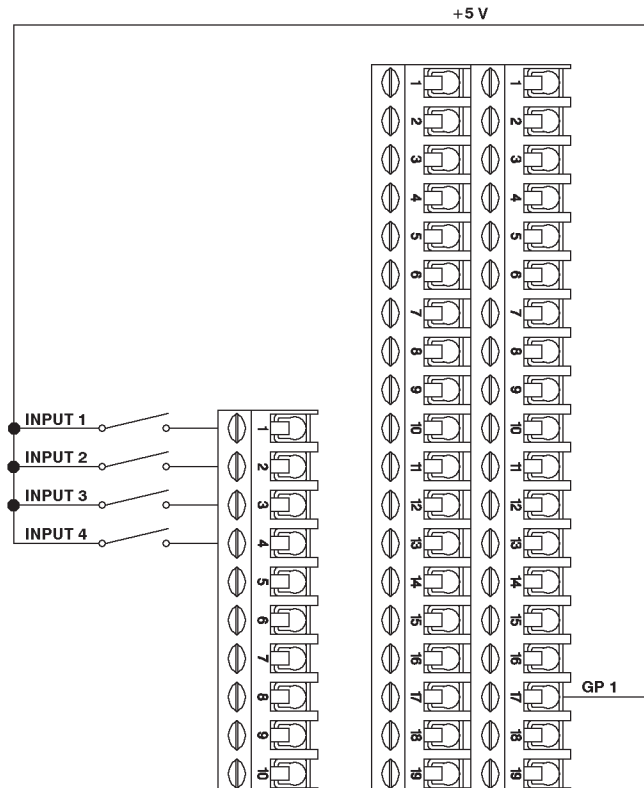 +5 V
1 1
2 2
3 3
4 4
5 5
6 6
7 7
8 8
9 9
INPUT 1 1 10 10
INPUT 2 2 11 11
INPUT 3 3 12 12
INPUT 4 4 13 13
5 14 14
6 15 15
7 16 16
8 17 17 GP 1
9 18 18
10 19 19